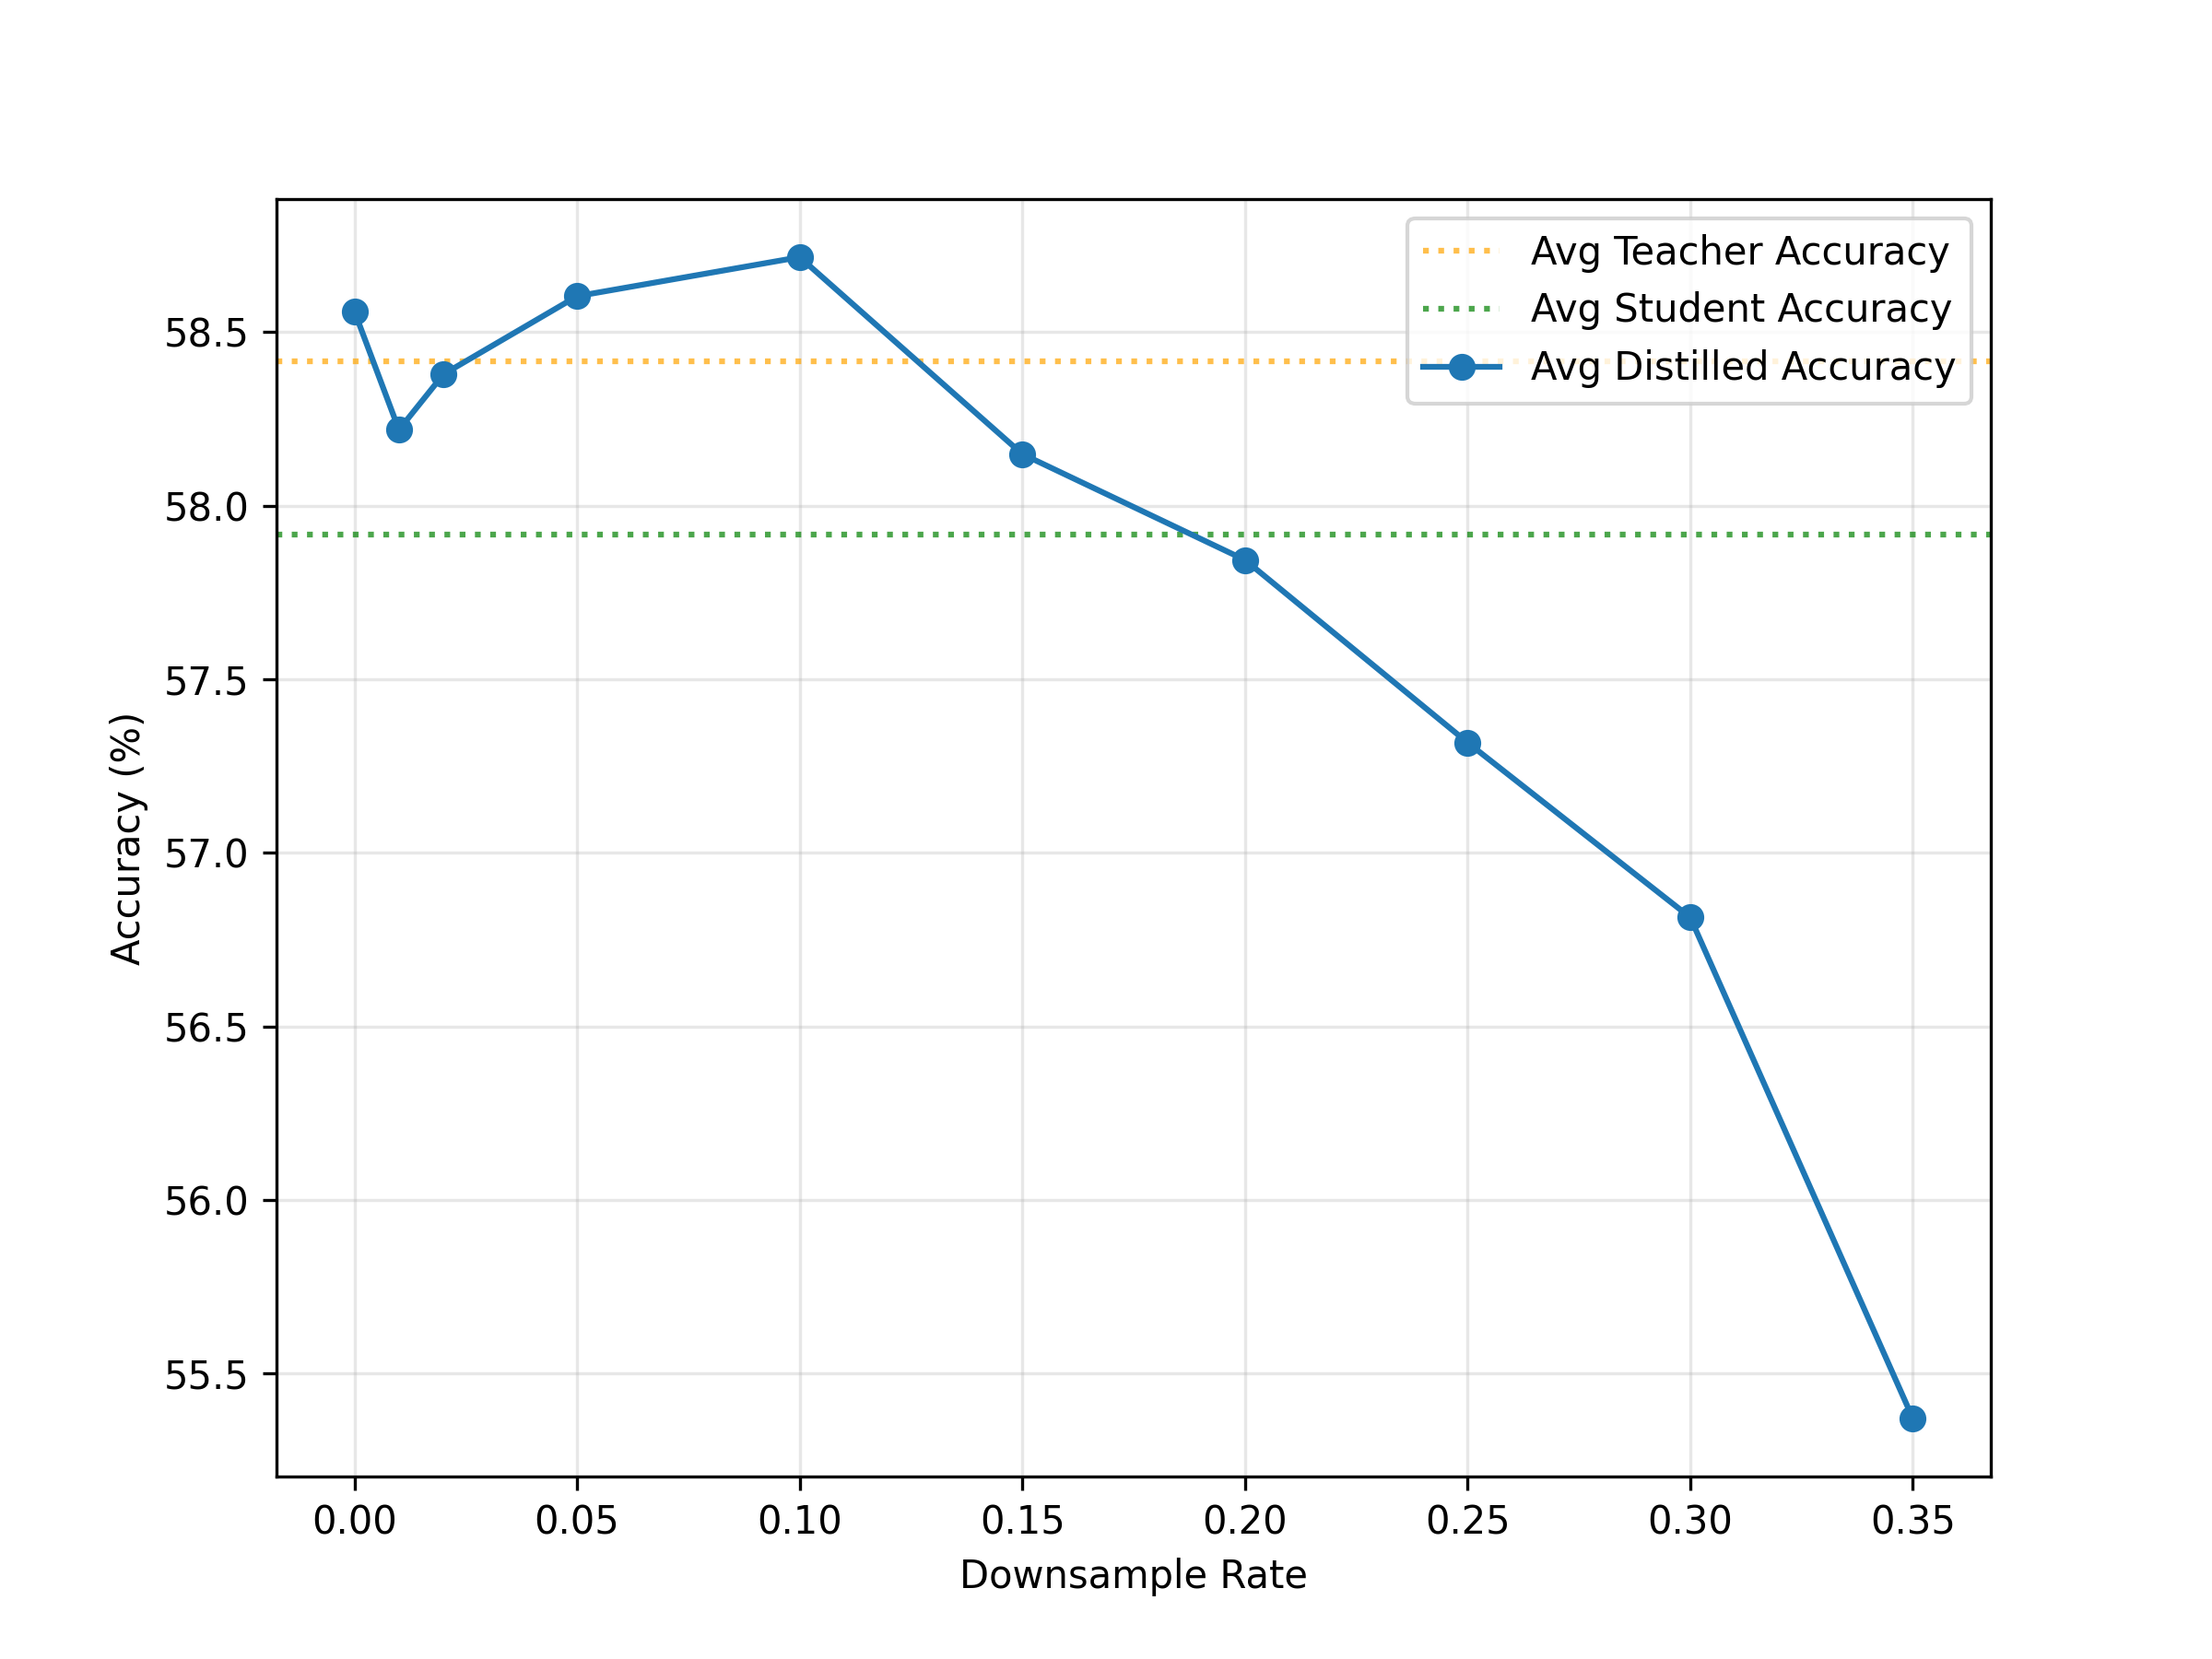 Avg Teacher Accuracy
Avg Student Accuracy
Avg Distilled Accuracy
58.5
58.0
57.5
57.0
56.5
56.0
55.5
Accuracy (%)
0.00 0.05 0.10 0.15 0.20 0.25 0.30 0.35
Downsample Rate